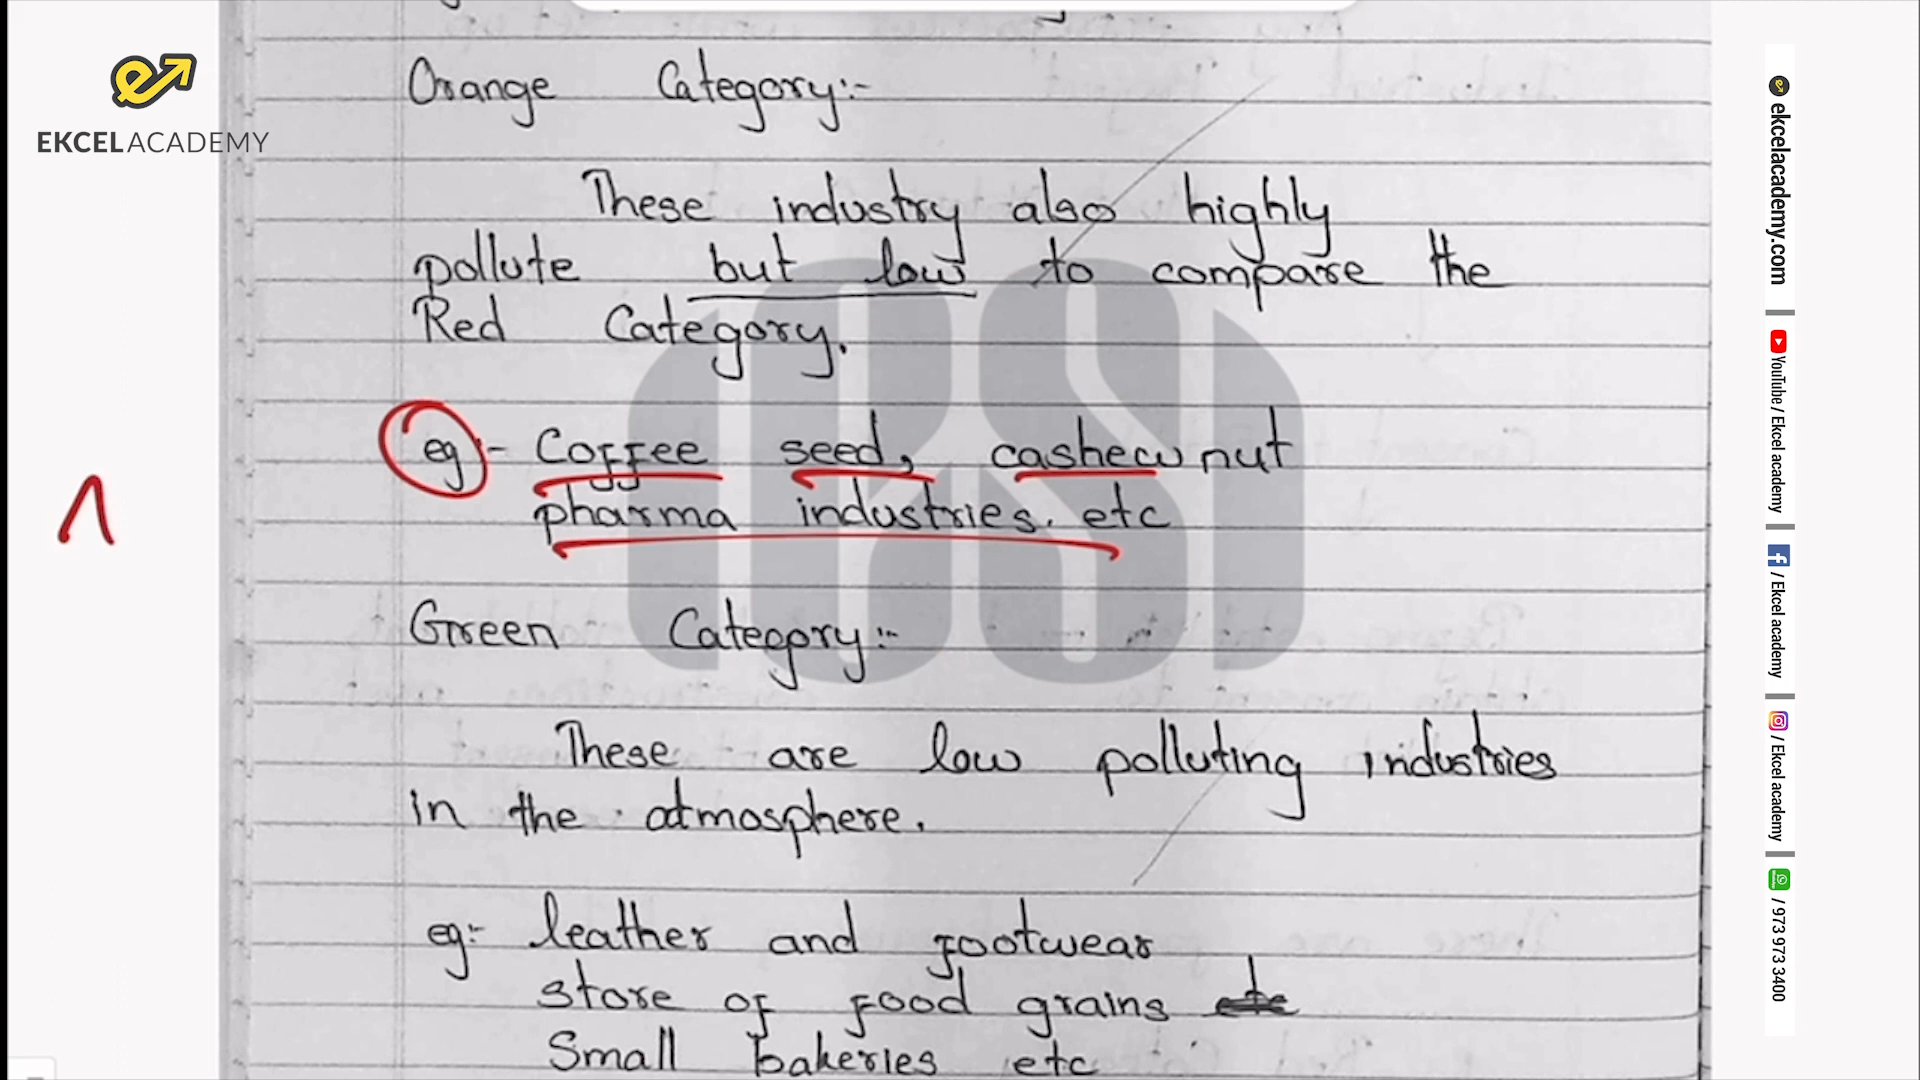 EKCELACADEMY
Orange Category:-
These industry also highly
pollute but low to compare the
Red Category.
eg:- Coffee seed, cashew nut
pharma industries. etc
Green Category:-
These are low polluting industries
in the atmosphere.
eg:- leather and footwear
store of food grains
Small bakeries etc
ekcelacademy.com
YouTube / Ekcel academy
/ Ekcel academy
/ Ekcel academy
/ 973 973 3400